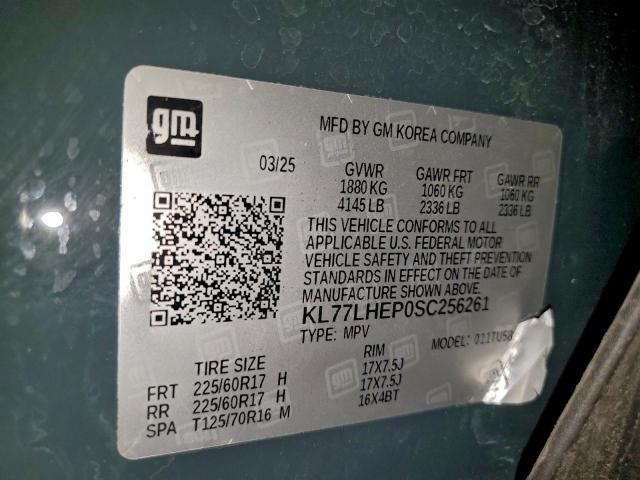 gm
MFD BY GM KOREA COMPANY
03/25
GVWR GAWR FRT GAWR RR
1880 KG 1060 KG 1060 KG
4145 LB 2336 LB 2336 LB
THIS VEHICLE CONFORMS TO ALL
APPLICABLE U.S. FEDERAL MOTOR
VEHICLE SAFETY AND THEFT PREVENTION
STANDARDS IN EFFECT ON THE DATE OF
MANUFACTURE SHOWN ABOVE.
KL77LHEP0SC256261
TYPE: MPV MODEL:
TIRE SIZE RIM
FRT 225/60R17 H 17X7.5J
RR 225/60R17 H 17X7.5J
SPA T125/70R16 M 16X4BT